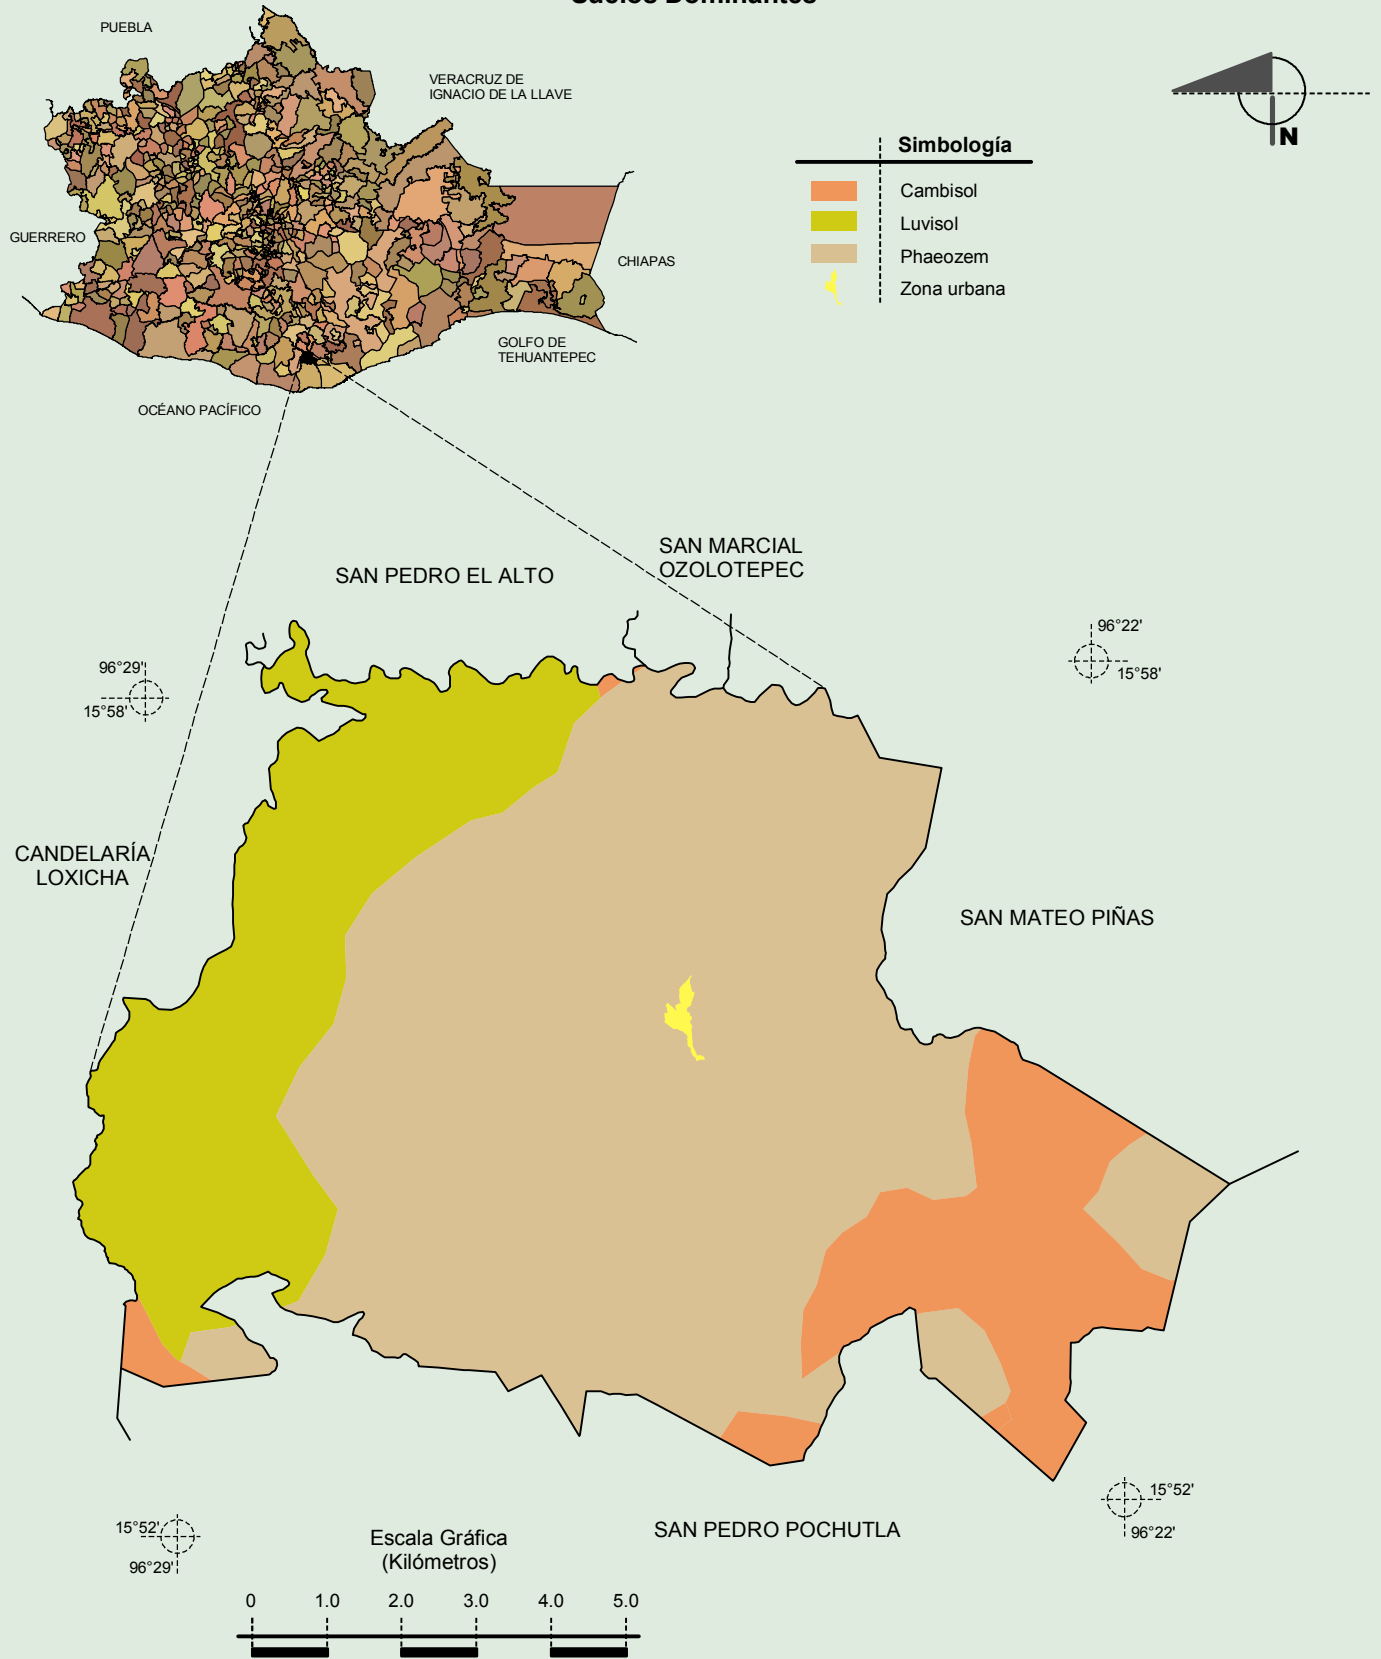 Suelos Dominantes
PUEBLA
VERACRUZ DE
IGNACIO DE LA LLAVE
GUERRERO
CHIAPAS
GOLFO DE
TEHUANTEPEC
OCÉANO PACÍFICO
N
Simbología
Cambisol
Luvisol
Phaeozem
Zona urbana
SAN MARCIAL
OZOLOTEPEC
SAN PEDRO EL ALTO
96°22'
15°58'
96°29'
15°58'
CANDELARÍA
LOXICHA
SAN MATEO PIÑAS
15°52'
96°22'
15°52'
96°29'
SAN PEDRO POCHUTLA
Escala Gráfica
(Kilómetros)
0 1.0 2.0 3.0 4.0 5.0